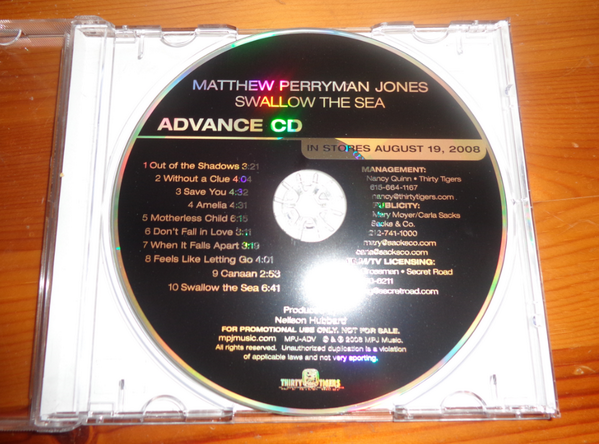 MATTHEW PERRYMAN JONES
SWALLOW THE SEA
ADVANCE CD
IN STORES AUGUST 19, 2008
1 Out of the Shadows 3:21
2 Without a Clue 4:04
3 Save You 4:32
4 Amelia 4:31
5 Motherless Child 6:15
6 Don't Fall in Love 3:11
7 When It Falls Apart 3:19
8 Feels Like Letting Go 4:01
9 Canaan 2:53
10 Swallow the Sea 6:41
MANAGEMENT:
Nancy Quinn • Thirty Tigers
615-664-1167
nancy@thirtytigers.com
PUBLICITY:
Mary Moyer/Carla Sacks
Sacks & Co.
212-741-1000
mary@sacksco.com
carla@sacksco.com
TV LICENSING:
• Secret Road
6211
@secretroad.com
Produced
Neilson Hubbard
FOR PROMOTIONAL USE ONLY. NOT FOR SALE.
mpjmusic.com MPJ-ADV ℗ & © 2008 MPJ Music.
All rights reserved. Unauthorized duplication is a violation
of applicable laws and not very sporting.
THIRTY TIGERS